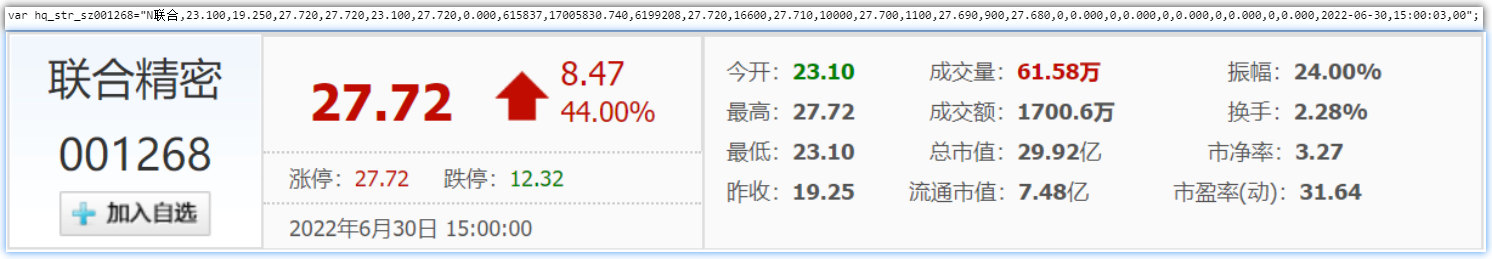 var hq_str_sz001268="N联合,23.100,19.250,27.720,27.720,23.100,27.720,0.000,615837,17005830.740,6199208,27.720,16600,27.710,10000,27.700,1100,27.690,900,27.680,0,0.000,0,0.000,0,0.000,0,0.000,0,0.000,2022-06-30,15:00:03,00";
联合精密
001268
加入自选
27.72
8.47
44.00%
涨停：27.72 跌停：12.32
2022年6月30日 15:00:00
今开：23.10 成交量：61.58万 振幅：24.00%
最高：27.72 成交额：1700.6万 换手：2.28%
最低：23.10 总市值：29.92亿 市净率：3.27
昨收：19.25 流通市值：7.48亿 市盈率(动)：31.64